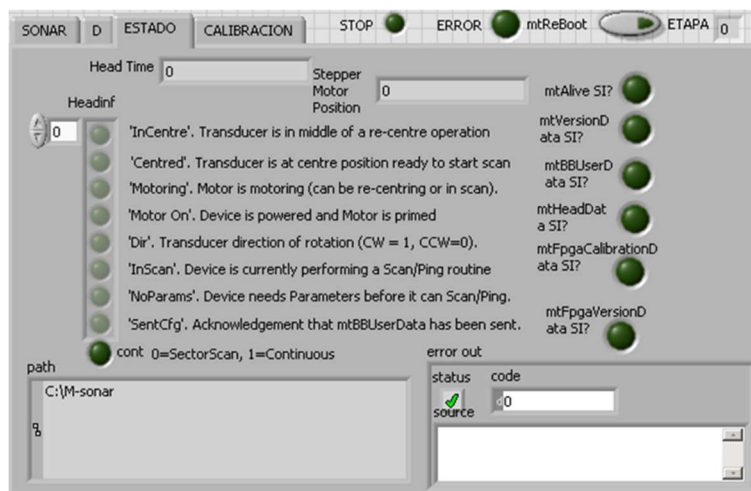 SONAR D ESTADO CALIBRACION STOP ERROR mtReBoot ETAPA 0
Head Time 0
Stepper
Motor
Position
0
mtAlive SI?
Headinf
0
'InCentre'. Transducer is in middle of a re-centre operation
'Centred'. Transducer is at centre position ready to start scan
'Motoring'. Motor is motoring (can be re-centring or in scan).
'Motor On'. Device is powered and Motor is primed
'Dir'. Transducer direction of rotation (CW = 1, CCW=0).
'InScan'. Device is currently performing a Scan/Ping routine
'NoParams'. Device needs Parameters before it can Scan/Ping.
'SentCfg'. Acknowledgement that mtBBUserData has been sent.
cont 0=SectorScan, 1=Continuous
mtVersionD
ata SI?
mtBBUserD
ata SI?
mtHeadDat
a SI?
mtFpgaCalibrationD
ata SI?
mtFpgaVersionD
ata SI?
path
C:\M-sonar
error out
status code
d0
source